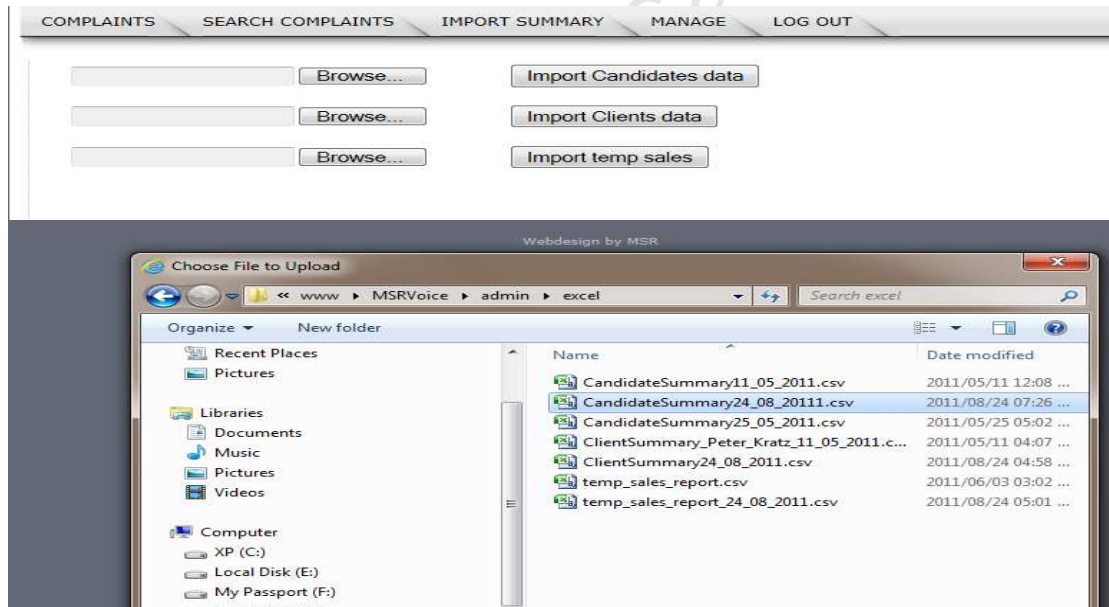 COMPLAINTS SEARCH COMPLAINTS IMPORT SUMMARY MANAGE LOG OUT
Browse... Import Candidates data
Browse... Import Clients data
Browse... Import temp sales
Webdesign by MSR
Choose File to Upload
« www ▸ MSRVoice ▸ admin ▸ excel Search excel
Organize New folder
Recent Places
Pictures
Libraries
Documents
Music
Pictures
Videos
Computer
XP (C:)
Local Disk (E:)
My Passport (F:)
Name Date modified
CandidateSummary11_05_2011.csv 2011/05/11 12:08 ...
CandidateSummary24_08_20111.csv 2011/08/24 07:26 ...
CandidateSummary25_05_2011.csv 2011/05/25 05:02 ...
ClientSummary_Peter_Kratz_11_05_2011.c... 2011/05/11 04:07 ...
ClientSummary24_08_2011.csv 2011/08/24 04:58 ...
temp_sales_report.csv 2011/06/03 03:02 ...
temp_sales_report_24_08_2011.csv 2011/08/24 05:01 ...